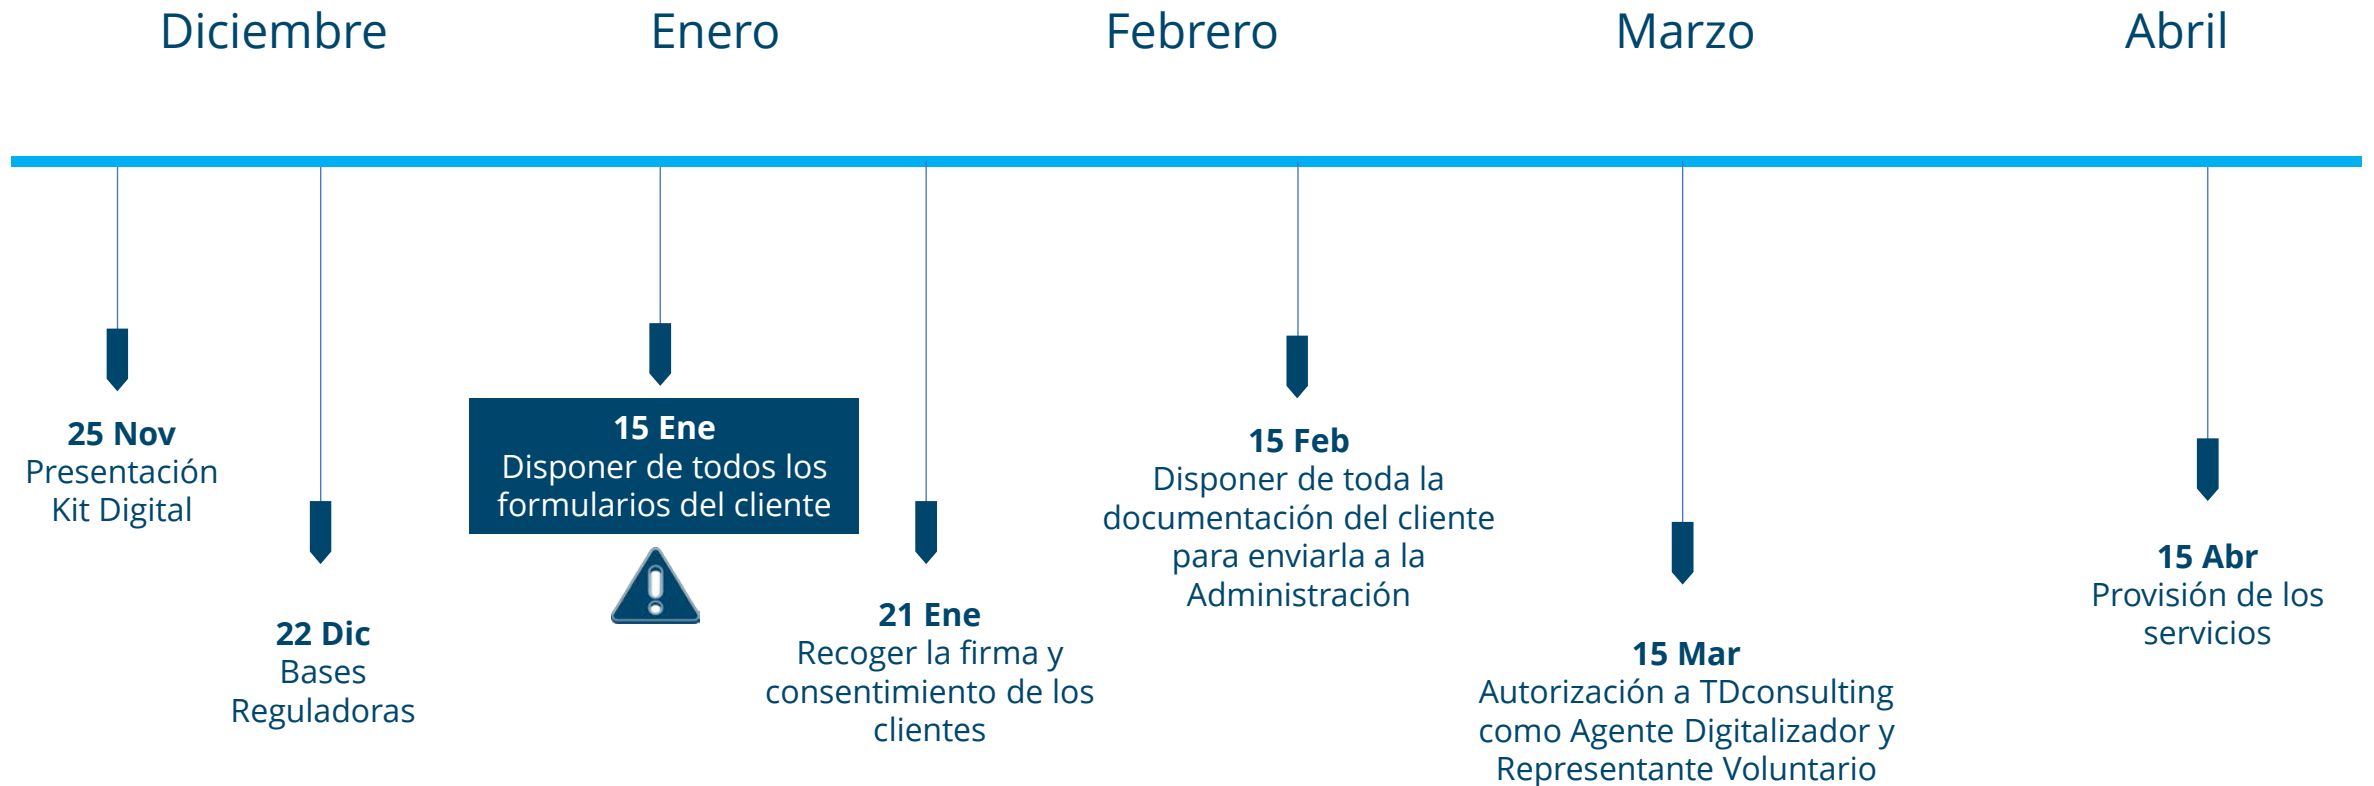 Diciembre
Enero
Febrero
Marzo
Abril
25 Nov
Presentación
Kit Digital
22 Dic
Bases
Reguladoras
15 Ene
Disponer de todos los
formularios del cliente
21 Ene
Recoger la firma y
consentimiento de los
clientes
15 Feb
Disponer de toda la
documentación del cliente
para enviarla a la
Administración
15 Mar
Autorización a TDconsulting
como Agente Digitalizador y
Representante Voluntario
15 Abr
Provisión de los
servicios